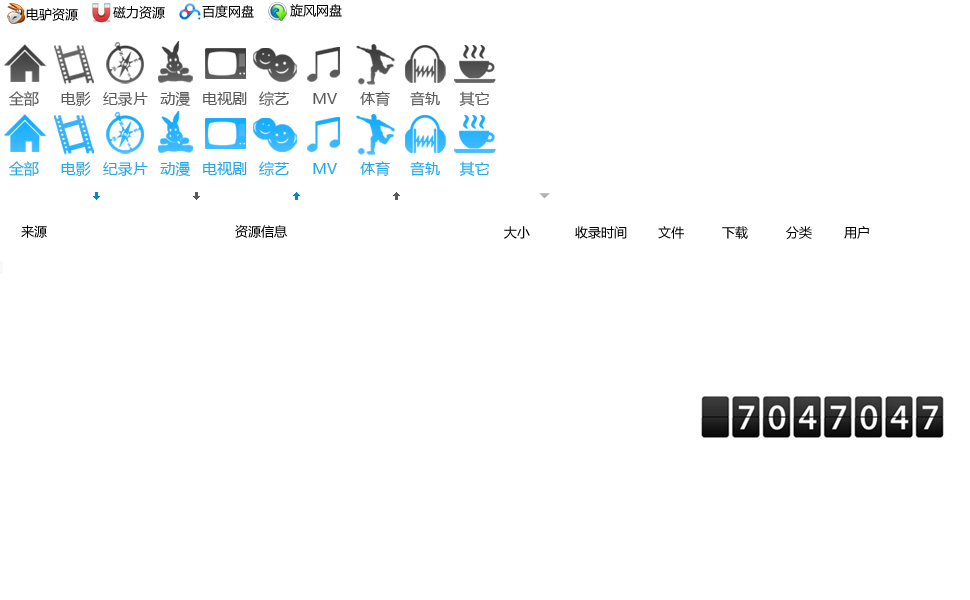 电驴资源 磁力资源 百度网盘 旋风网盘
全部 电影 纪录片 动漫 电视剧 综艺 MV 体育 音轨 其它
全部 电影 纪录片 动漫 电视剧 综艺 MV 体育 音轨 其它
来源 资源信息 大小 收录时间 文件 下载 分类 用户
7047047